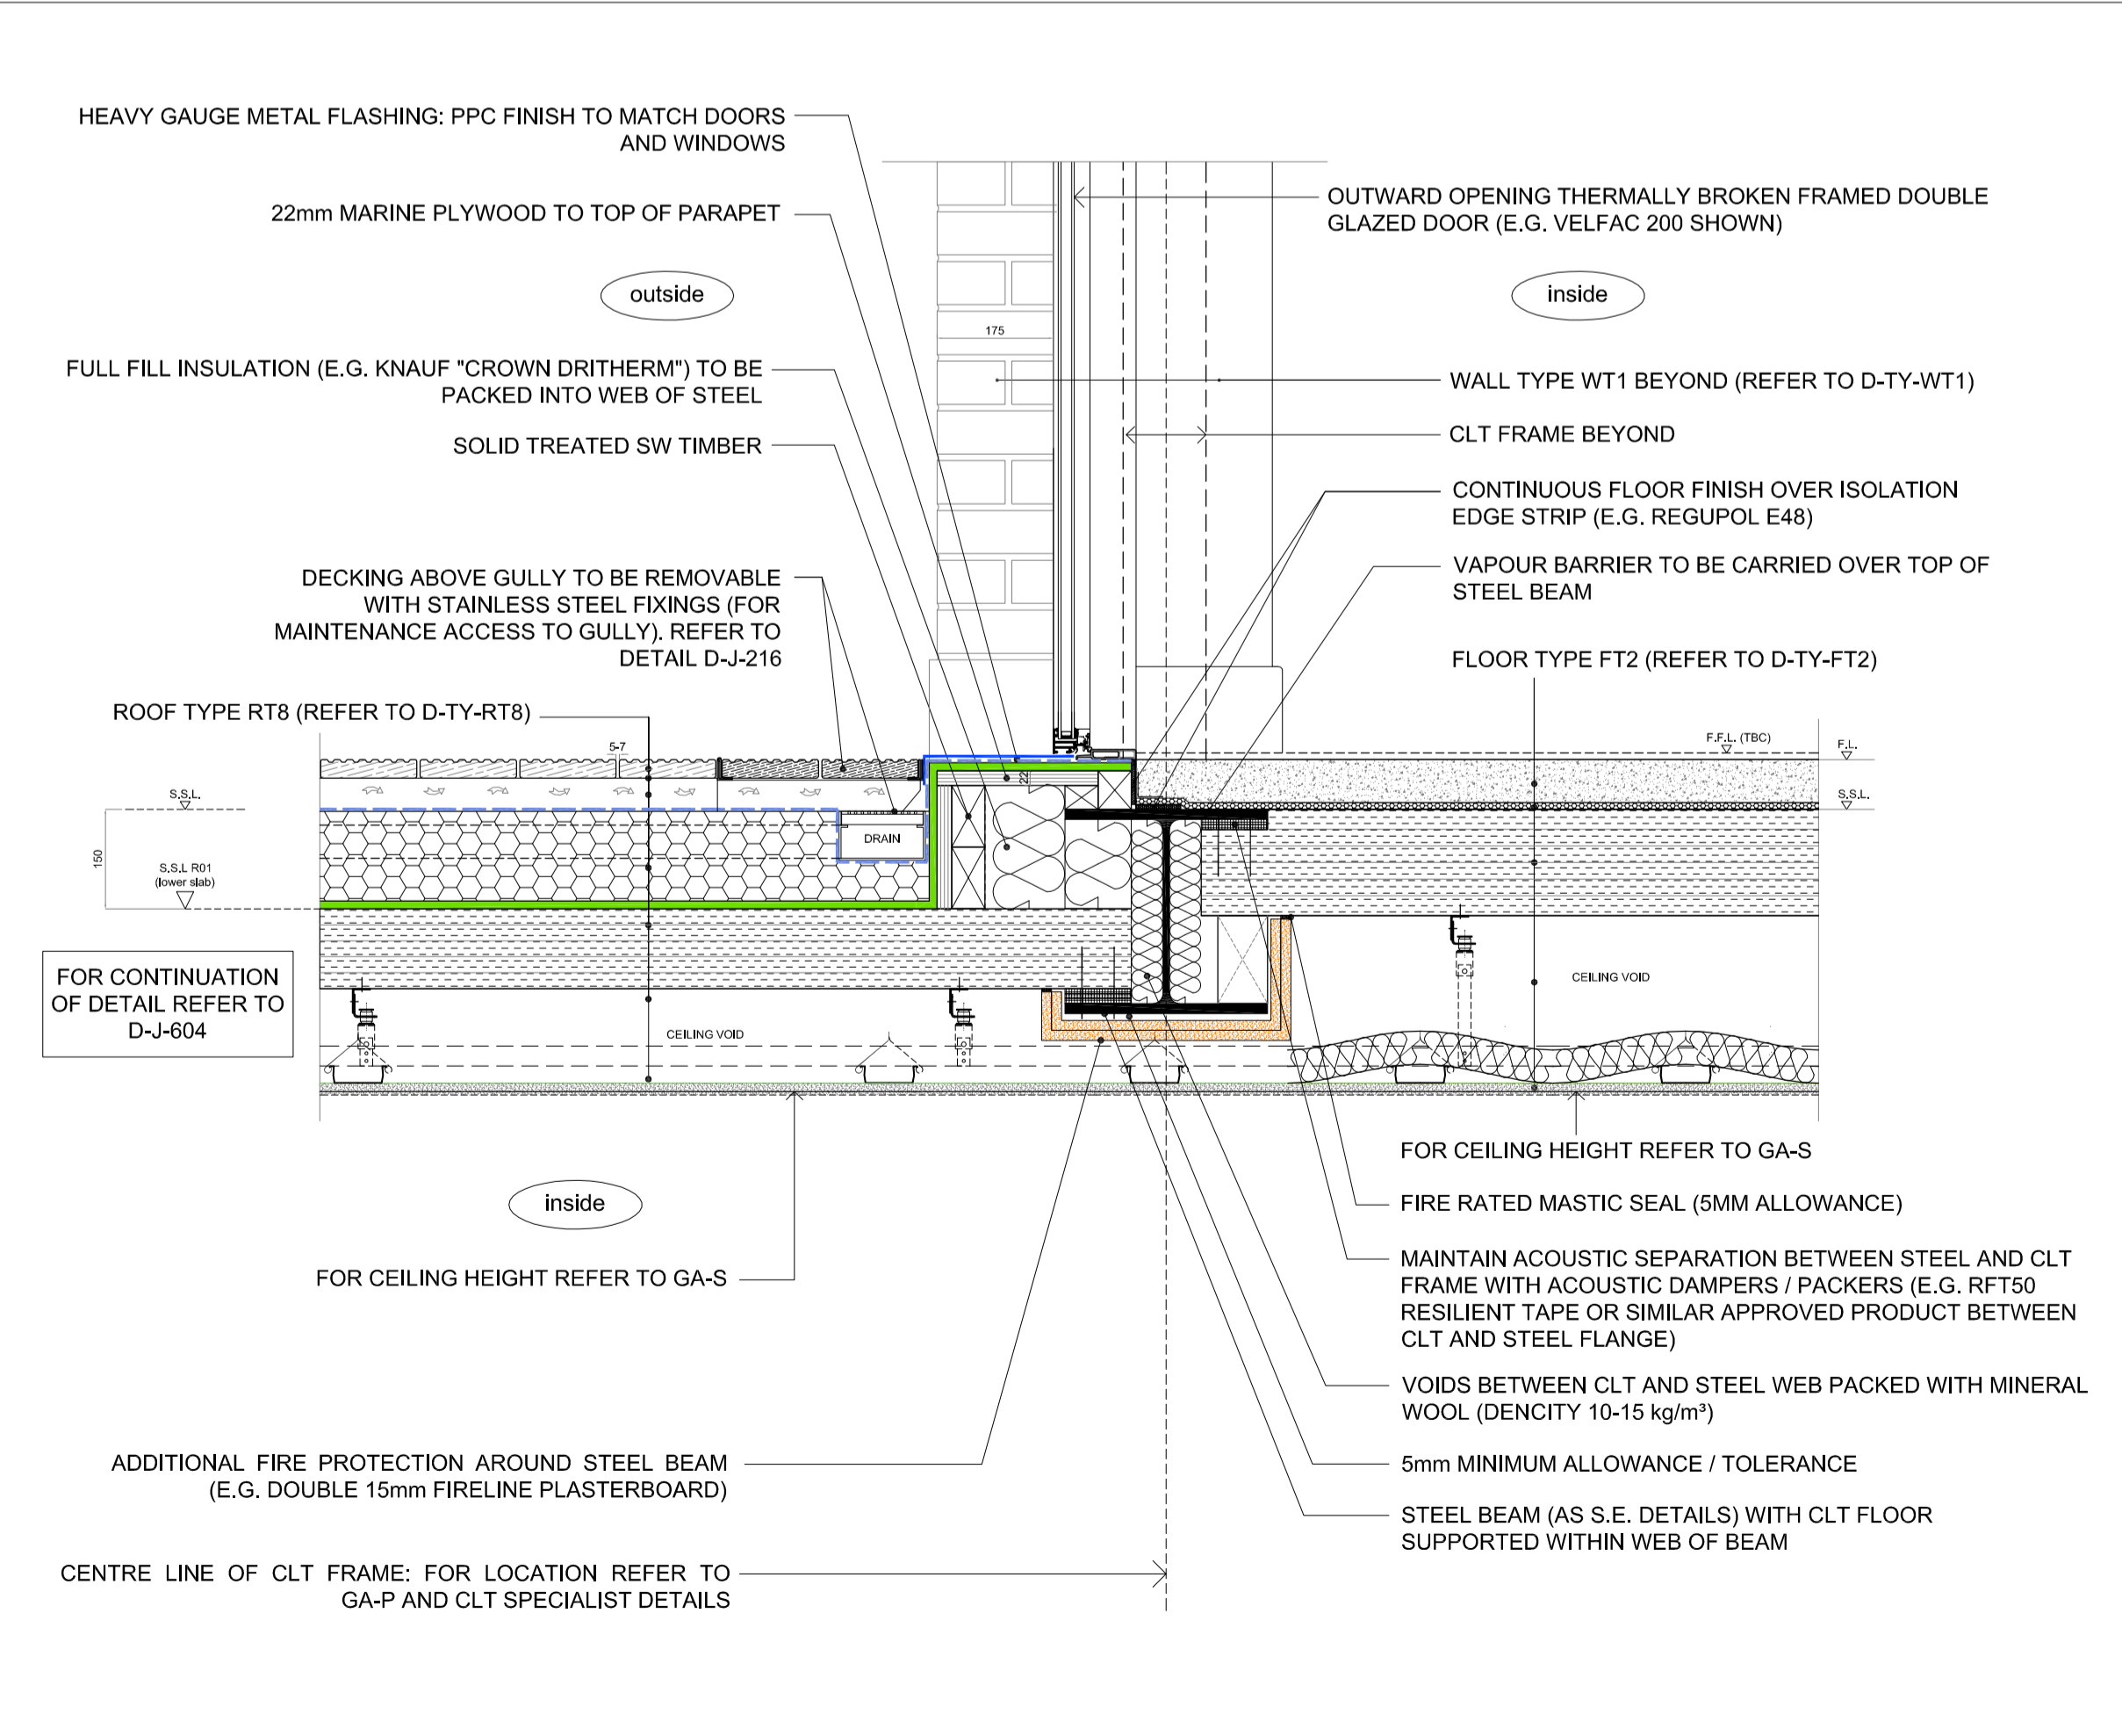 HEAVY GAUGE METAL FLASHING: PPC FINISH TO MATCH DOORS
AND WINDOWS
22mm MARINE PLYWOOD TO TOP OF PARAPET
outside
FULL FILL INSULATION (E.G. KNAUF "CROWN DRITHERM") TO BE
PACKED INTO WEB OF STEEL
SOLID TREATED SW TIMBER
DECKING ABOVE GULLY TO BE REMOVABLE
WITH STAINLESS STEEL FIXINGS (FOR
MAINTENANCE ACCESS TO GULLY). REFER TO
DETAIL D-J-216
ROOF TYPE RT8 (REFER TO D-TY-RT8)
OUTWARD OPENING THERMALLY BROKEN FRAMED DOUBLE
GLAZED DOOR (E.G. VELFAC 200 SHOWN)
inside
175
WALL TYPE WT1 BEYOND (REFER TO D-TY-WT1)
CLT FRAME BEYOND
CONTINUOUS FLOOR FINISH OVER ISOLATION
EDGE STRIP (E.G. REGUPOL E48)
VAPOUR BARRIER TO BE CARRIED OVER TOP OF
STEEL BEAM
FLOOR TYPE FT2 (REFER TO D-TY-FT2)
5-7
F.F.L. (TBC)
F.L.
22
S.S.L.
S.S.L.
DRAIN
150
S.S.L R01
(lower slab)
FOR CONTINUATION
OF DETAIL REFER TO
D-J-604
CEILING VOID
CEILING VOID
inside
FOR CEILING HEIGHT REFER TO GA-S
ADDITIONAL FIRE PROTECTION AROUND STEEL BEAM
(E.G. DOUBLE 15mm FIRELINE PLASTERBOARD)
CENTRE LINE OF CLT FRAME: FOR LOCATION REFER TO
GA-P AND CLT SPECIALIST DETAILS
FOR CEILING HEIGHT REFER TO GA-S
FIRE RATED MASTIC SEAL (5MM ALLOWANCE)
MAINTAIN ACOUSTIC SEPARATION BETWEEN STEEL AND CLT
FRAME WITH ACOUSTIC DAMPERS / PACKERS (E.G. RFT50
RESILIENT TAPE OR SIMILAR APPROVED PRODUCT BETWEEN
CLT AND STEEL FLANGE)
VOIDS BETWEEN CLT AND STEEL WEB PACKED WITH MINERAL
WOOL (DENCITY 10-15 kg/m³)
5mm MINIMUM ALLOWANCE / TOLERANCE
STEEL BEAM (AS S.E. DETAILS) WITH CLT FLOOR
SUPPORTED WITHIN WEB OF BEAM